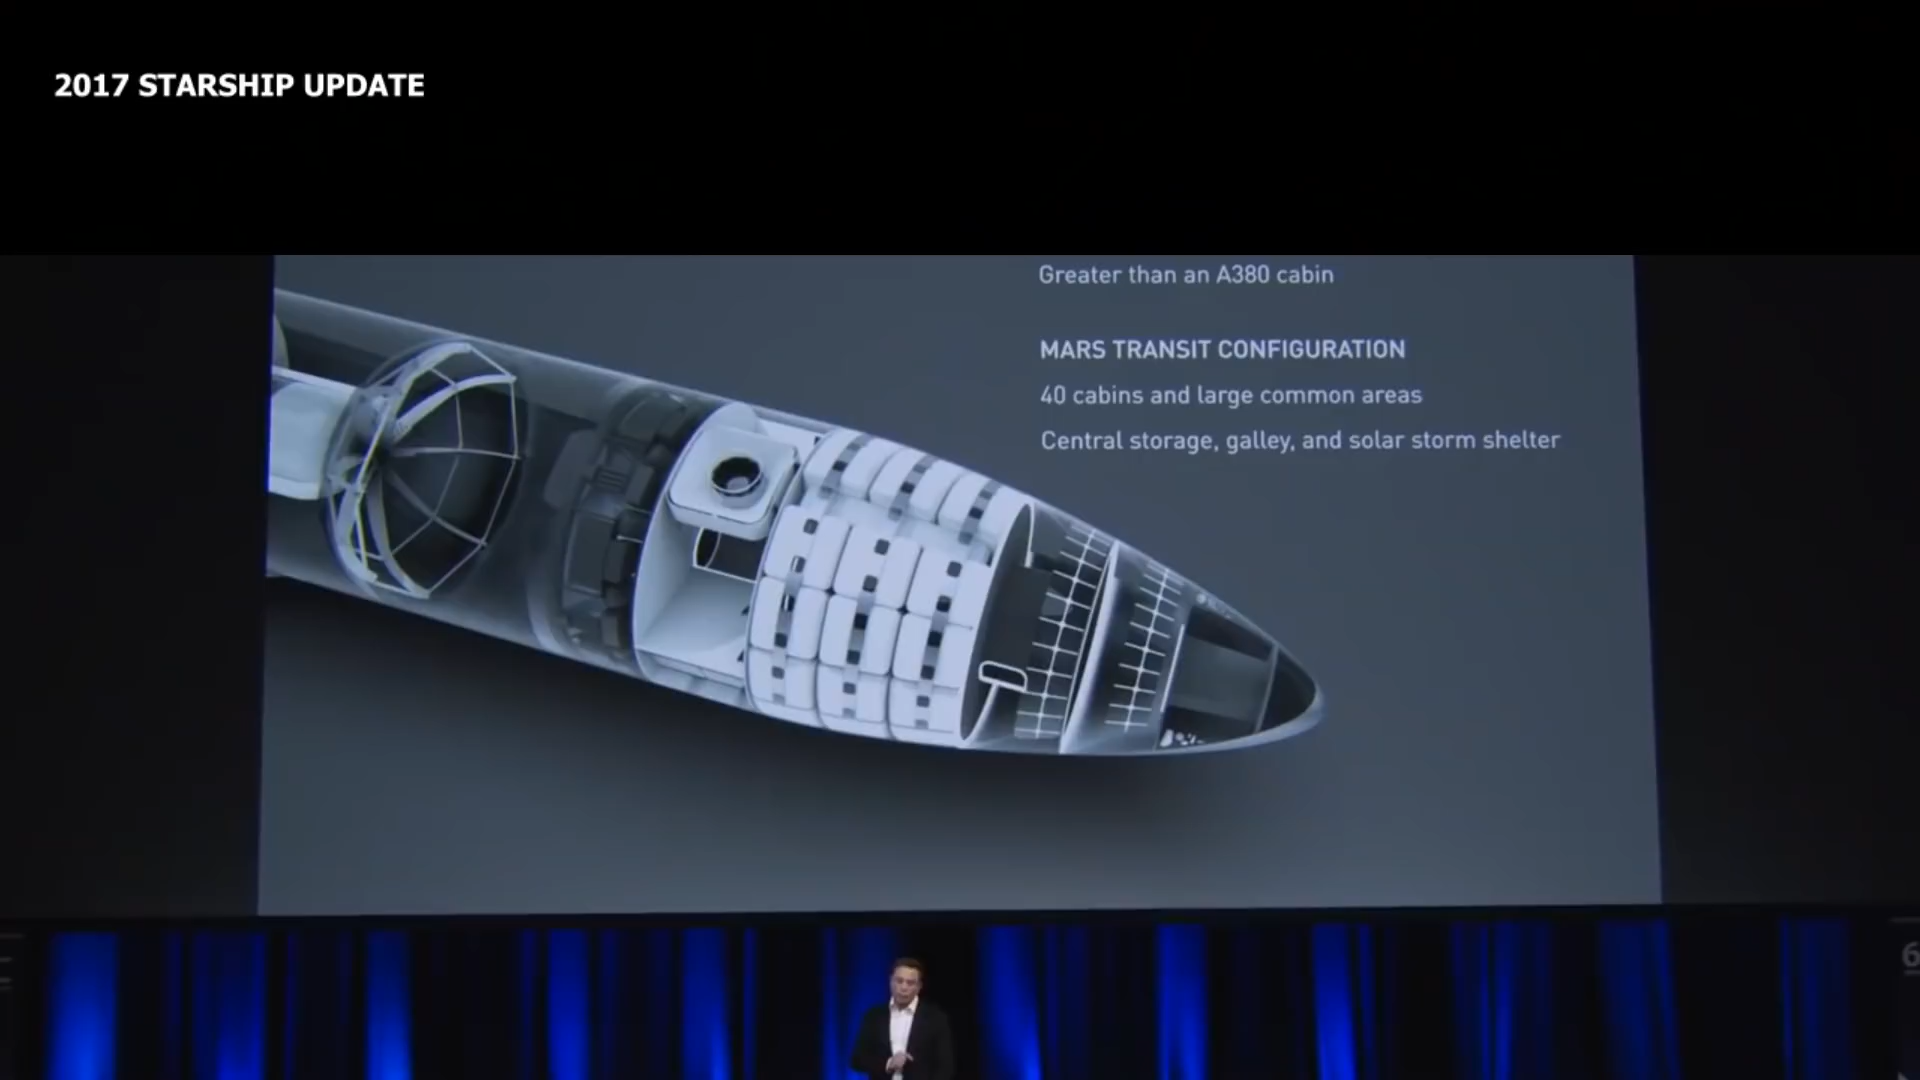 2017 STARSHIP UPDATE
Greater than an A380 cabin
MARS TRANSIT CONFIGURATION
40 cabins and large common areas
Central storage, galley, and solar storm shelter
6